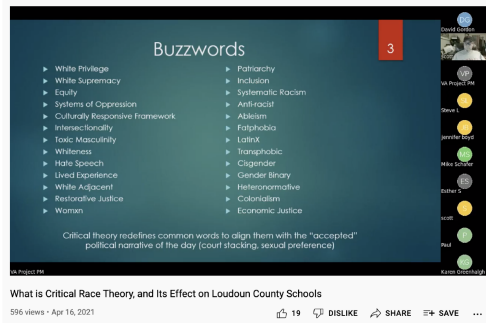 Buzzwords
3
White Privilege
White Supremacy
Equity
Systems of Oppression
Culturally Responsive Framework
Intersectionality
Toxic Masculinity
Whiteness
Hate Speech
Lived Experience
White Adjacent
Restorative Justice
Womxn
Patriarchy
Inclusion
Systematic Racism
Anti-racist
Ableism
Fatphobia
LatinX
Transphobic
Cisgender
Gender Binary
Heteronormative
Colonialism
Economic Justice
Critical theory redefines common words to align them with the “accepted”
political narrative of the day (court stacking, sexual preference)
VA Project PM
DG
David Gordon
VP
VA Project PM
Steve L
jennifer boyd
MS
Mike Schafer
ES
Esther S
S
scott
P
Paul
KG
Karen Greenhalgh
What is Critical Race Theory, and Its Effect on Loudoun County Schools
596 views • Apr 16, 2021
19 DISLIKE SHARE SAVE ...